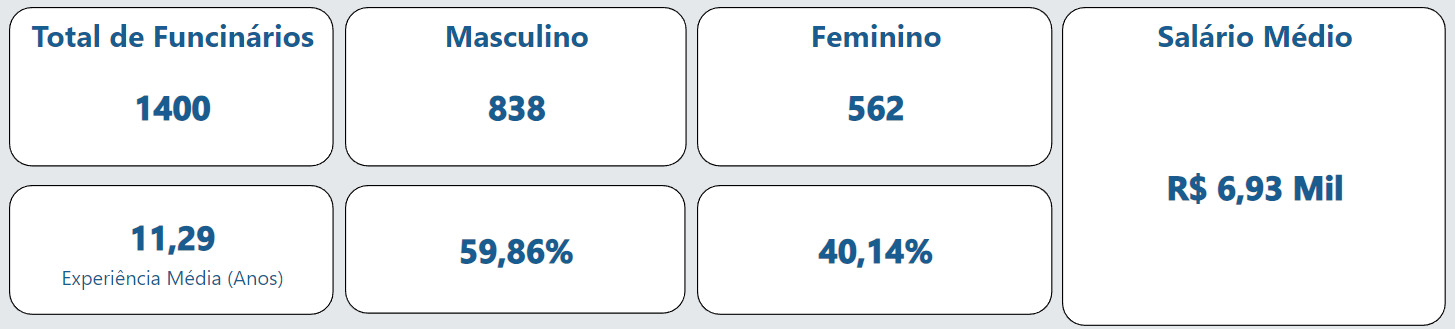 Total de Funcinários
1400
Masculino
838
Feminino
562
Salário Médio
R$ 6,93 Mil
11,29
Experiência Média (Anos)
59,86%
40,14%